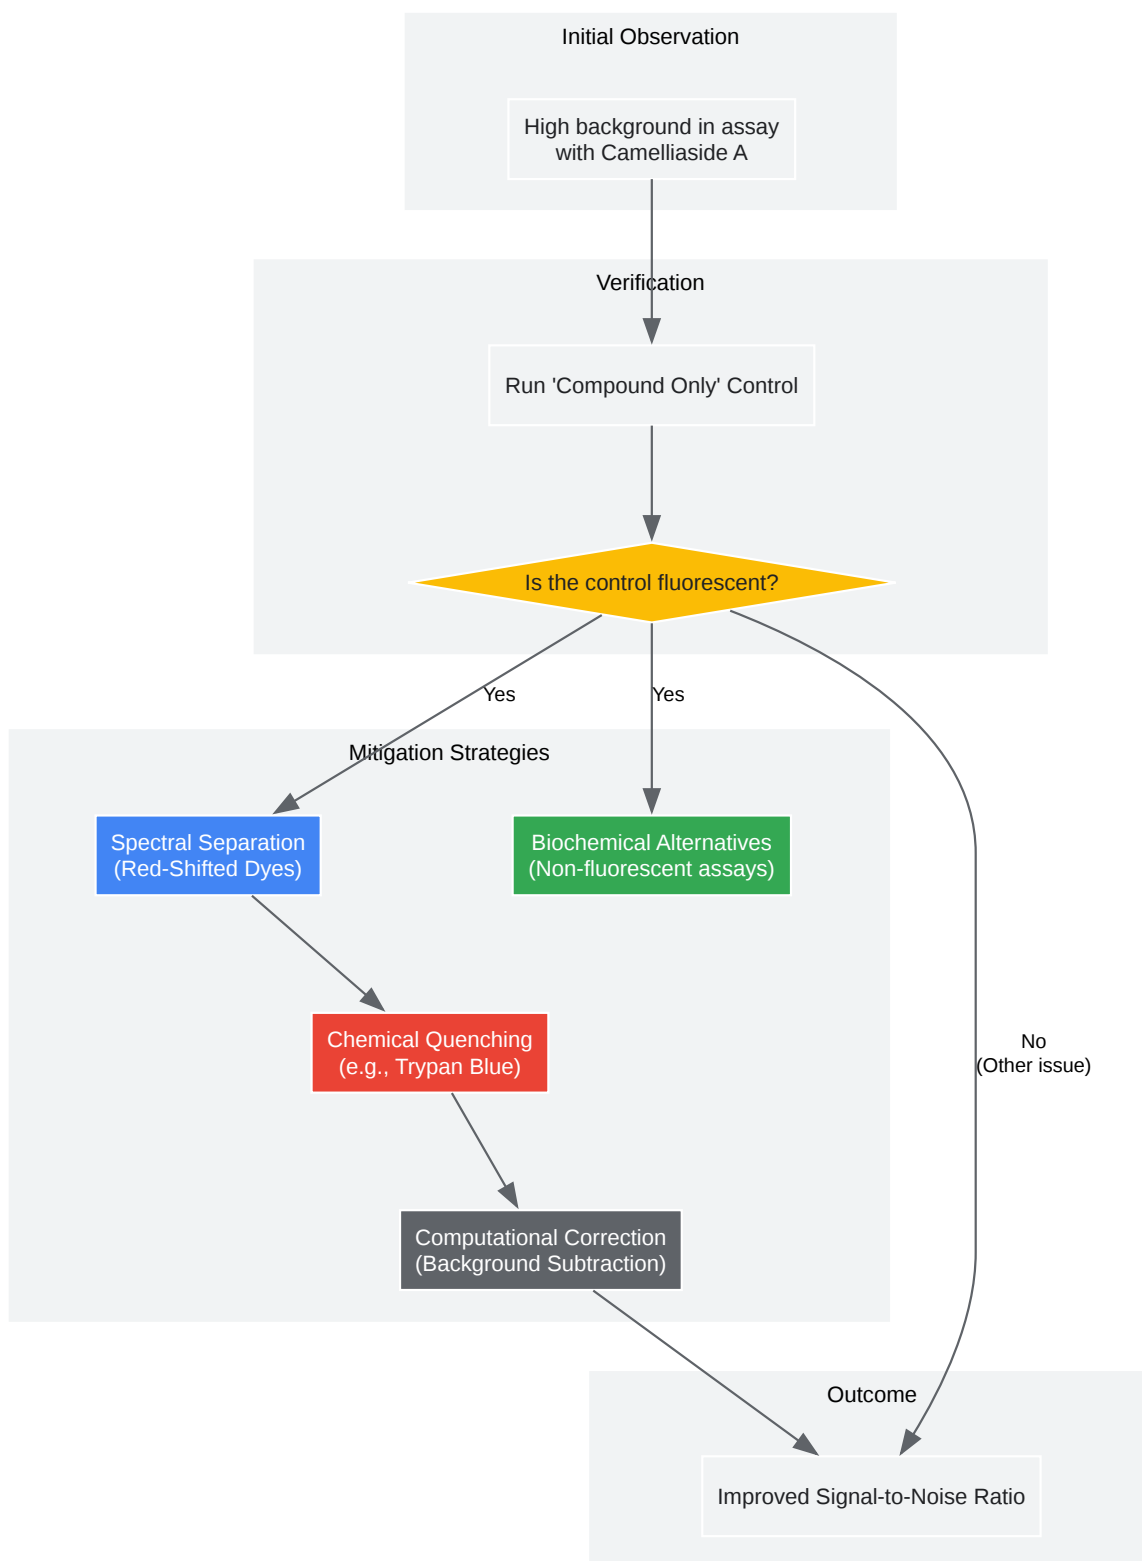 Initial Observation
High background in assay
with Camelliaside A
Verification
Run 'Compound Only' Control
Is the control fluorescent?
Yes
Yes
Mitigation Strategies
Spectral Separation
(Red-Shifted Dyes)
Biochemical Alternatives
(Non-fluorescent assays)
Chemical Quenching
(e.g., Trypan Blue)
No
(Other issue)
Computational Correction
(Background Subtraction)
Outcome
Improved Signal-to-Noise Ratio